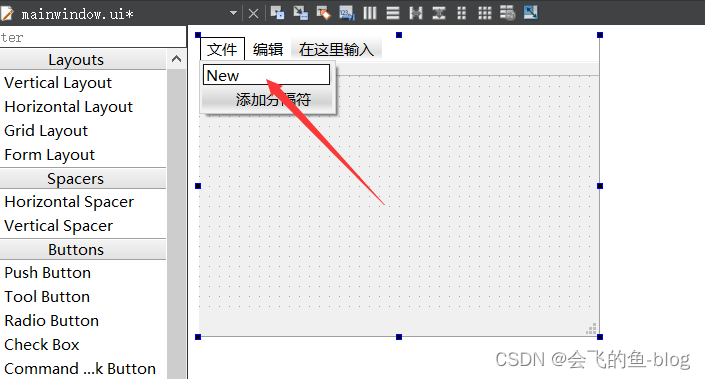 mainwindow.ui*
ter
Layouts
Vertical Layout
Horizontal Layout
Grid Layout
Form Layout
Spacers
Horizontal Spacer
Vertical Spacer
Buttons
Push Button
Tool Button
Radio Button
Check Box
Command ...k Button
文件 编辑 在这里输入
New
添加分隔符
CSDN @会飞的鱼-blog